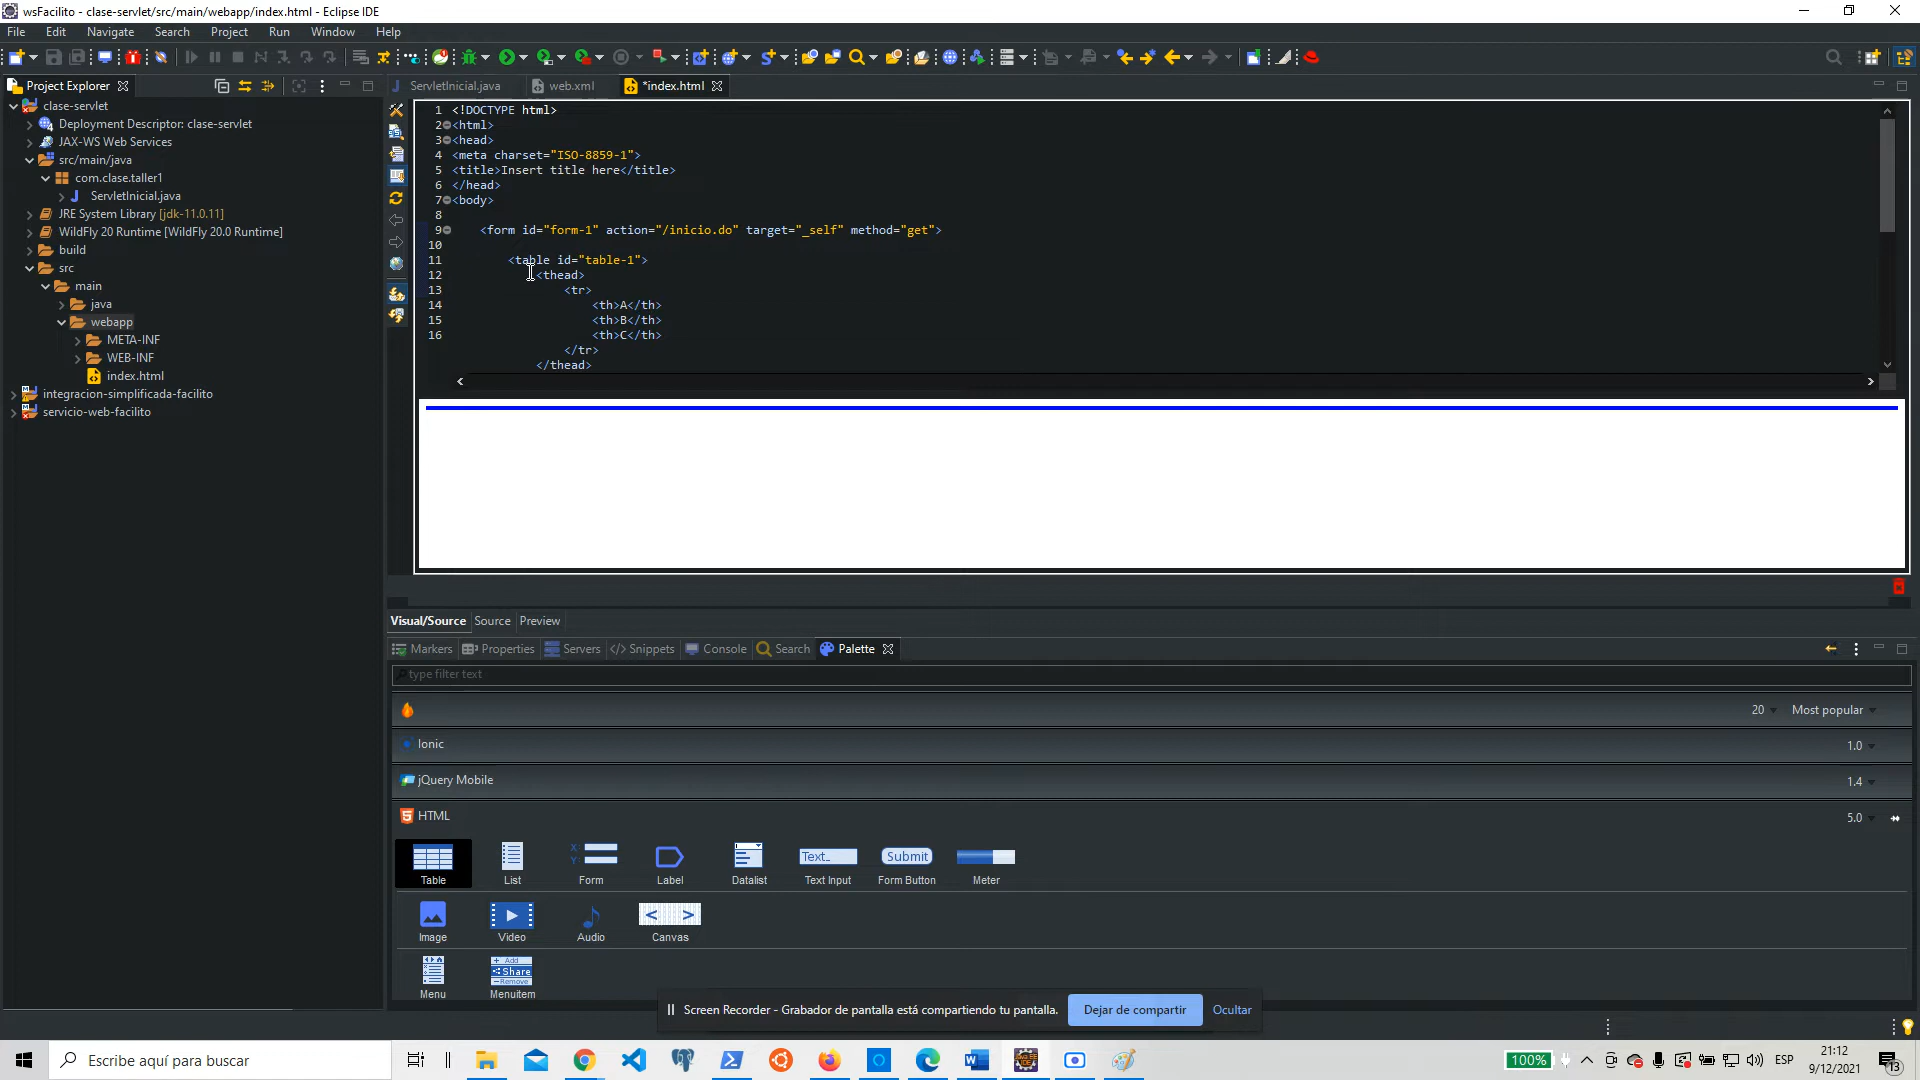 wsFacilito - clase-servlet/src/main/webapp/index.html - Eclipse IDE
File Edit Navigate Search Project Run Window Help
Project Explorer
clase-servlet
Deployment Descriptor: clase-servlet
JAX-WS Web Services
src/main/java
com.clase.taller1
ServletInicial.java
JRE System Library [jdk-11.0.11]
WildFly 20 Runtime [WildFly 20.0 Runtime]
build
src
main
java
webapp
META-INF
WEB-INF
index.html
integracion-simplificada-facilito
servicio-web-facilito
ServletInicial.java web.xml *index.html
1 <!DOCTYPE html>
2 <html>
3 <head>
4 <meta charset="ISO-8859-1">
5 <title>Insert title here</title>
6 </head>
7 <body>
8
9 <form id="form-1" action="/inicio.do" target="_self" method="get">
10
11 <table id="table-1">
12 <thead>
13 <tr>
14 <th>A</th>
15 <th>B</th>
16 <th>C</th>
</tr>
</thead>
Visual/Source Source Preview
Markers Properties Servers Snippets Console Search Palette
type filter text
20 Most popular
Ionic 1.0
jQuery Mobile 1.4
HTML 5.0
Text_ Submit
Table List Form Label Datalist Text Input Form Button Meter
Image Video Audio Canvas
+ Add
Share
- Remove
Menu Menuitem
Screen Recorder - Grabador de pantalla está compartiendo tu pantalla. Dejar de compartir Ocultar
Escribe aquí para buscar
100%
ESP
21:12
9/12/2021
13